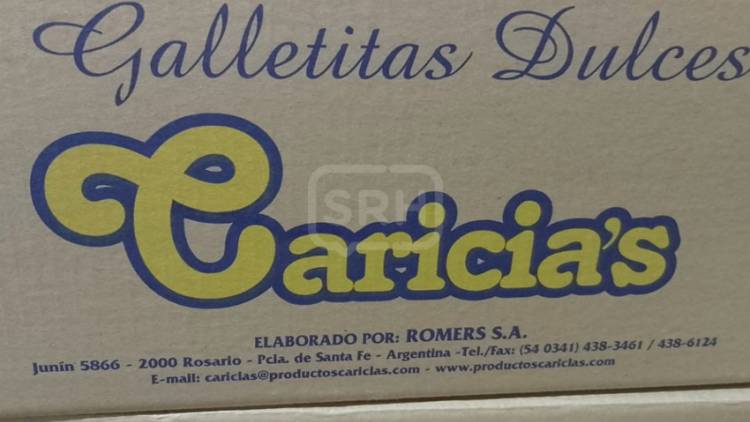 Galletitas Dulces
Caricia's
SRH
ELABORADO POR: ROMERS S.A.
Junín 5866 - 2000 Rosario - Pcia. de Santa Fe - Argentina -Tel./Fax: (54 0341) 438-3461 / 438-6124
E-mail: caricias@productoscaricias.com - www.productoscaricias.com